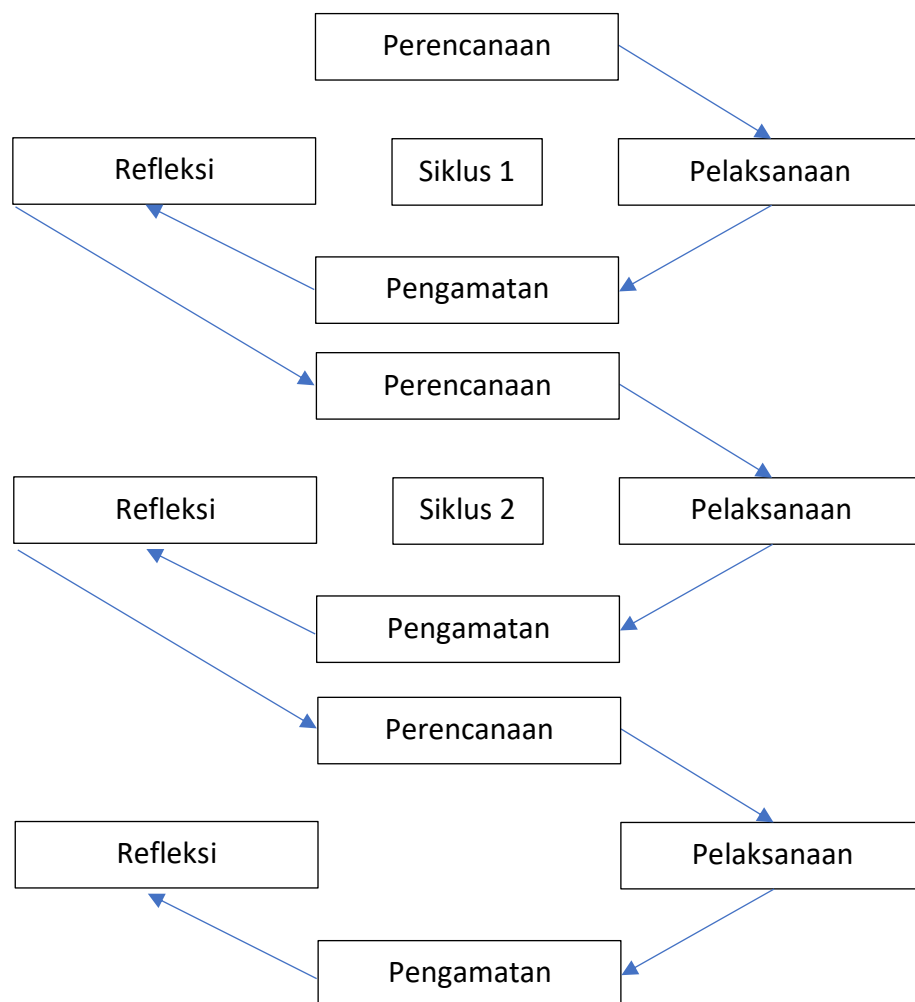 Perencanaan
Refleksi
Siklus 1
Pelaksanaan
Pengamatan
Perencanaan
Refleksi
Siklus 2
Pelaksanaan
Pengamatan
Perencanaan
Refleksi
Pelaksanaan
Pengamatan